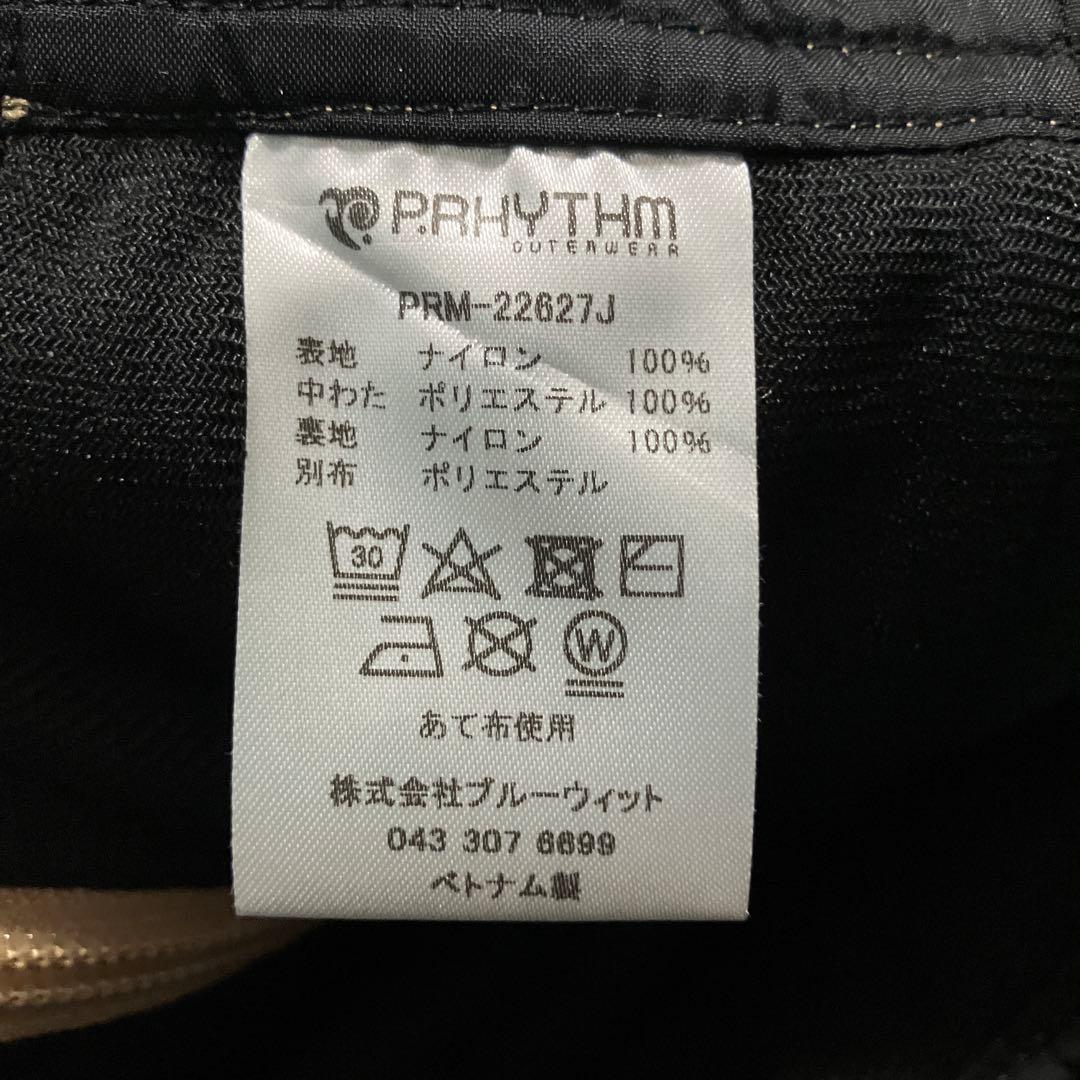 P.RHYTHM
OUTERWEAR
PRM-22627J
表地 ナイロン 100%
中わた ポリエステル 100%
裏地 ナイロン 100%
別布 ポリエステル
30
W
あて布使用
株式会社ブルーウィット
043 307 6699
ベトナム製